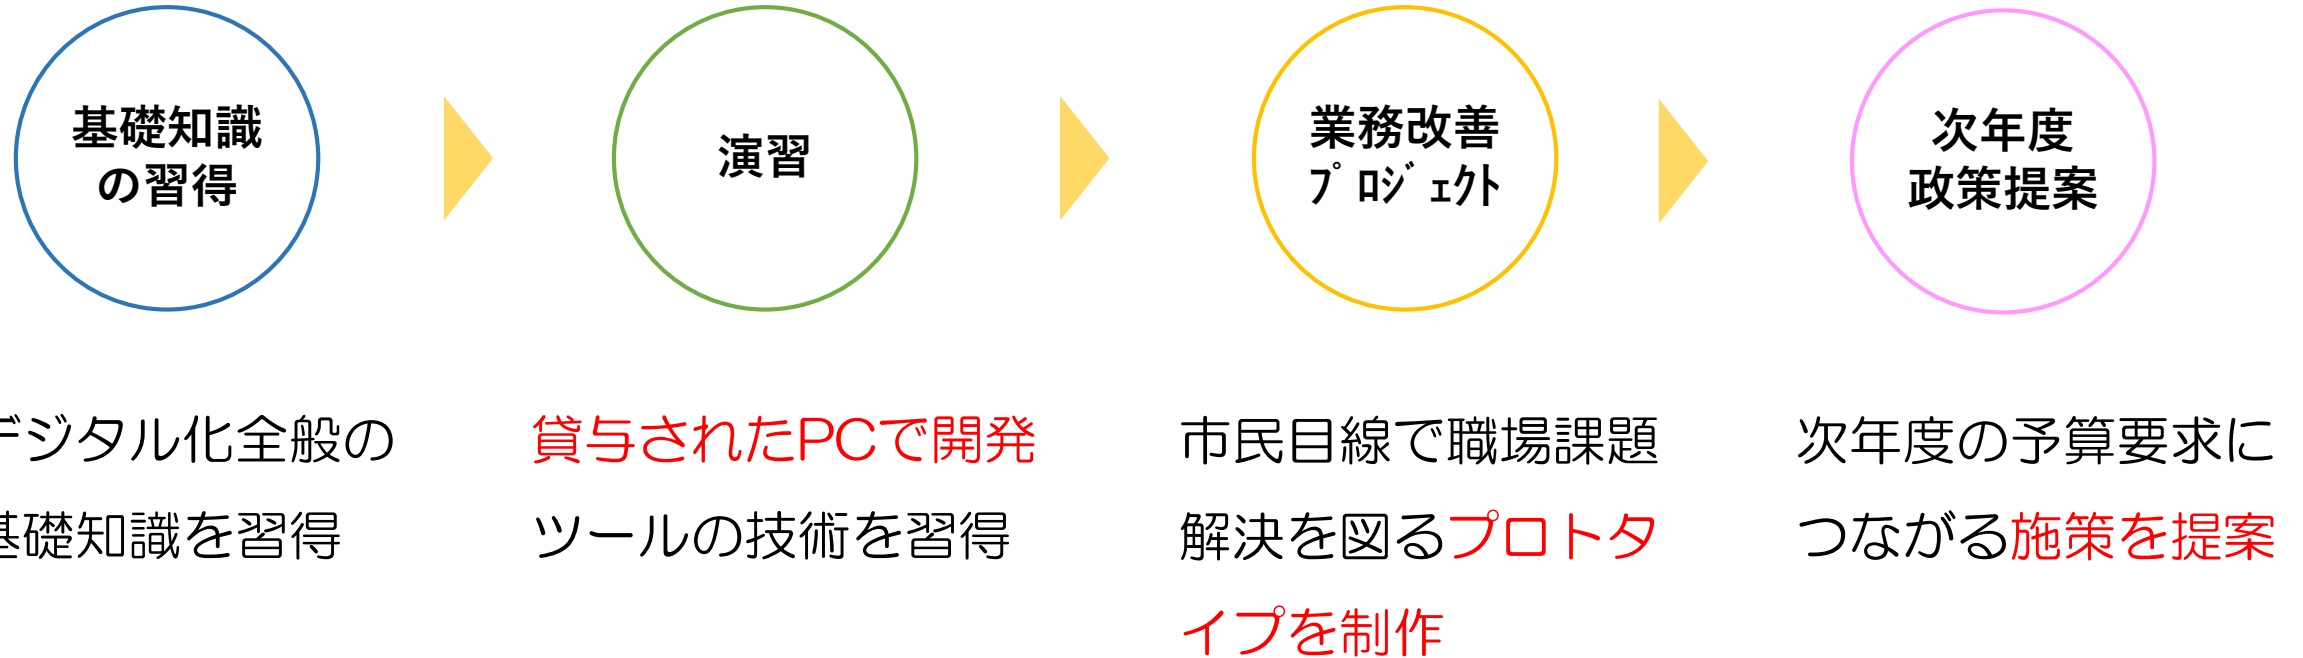 基礎知識
の習得
演習
業務改善
ﾌﾟﾛｼﾞｪｸﾄ
次年度
政策提案
デジタル化全般の
基礎知識を習得
貸与されたPCで開発
ツールの技術を習得
市民目線で職場課題
解決を図るプロトタ
イプを制作
次年度の予算要求に
つながる施策を提案